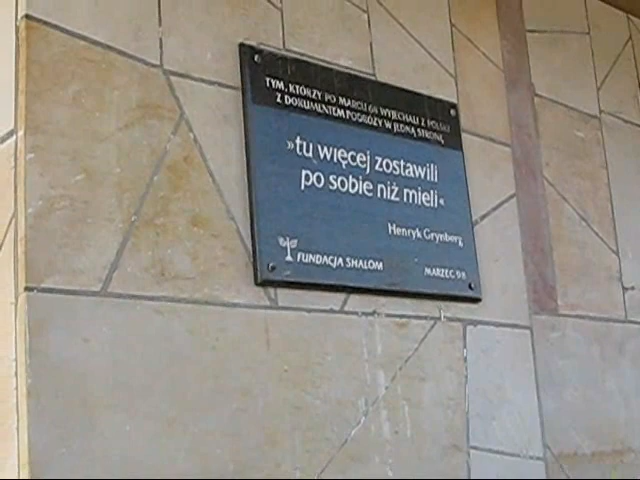 TYM, KTÓRZY PO MARCU 68 WYJECHALI Z POLSKI
Z DOKUMENTEM PODRÓŻY W JEDNĄ STRONĘ
»tu więcej zostawili
po sobie niż mieli«
Henryk Grynberg
FUNDACJA SHALOM
MARZEC 98